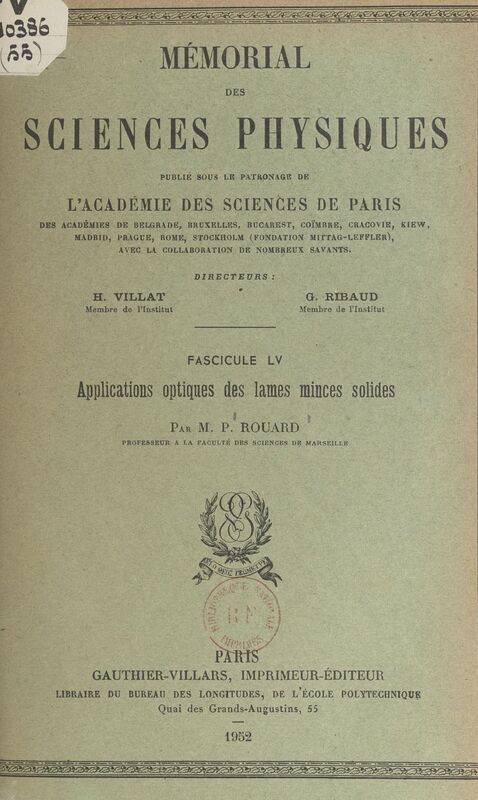 V
10386
(55)
MÉMORIAL
DES
SCIENCES PHYSIQUES
PUBLIÉ SOUS LE PATRONAGE DE
L'ACADÉMIE DES SCIENCES DE PARIS
DES ACADÉMIES DE BELGRADE, BRUXELLES, BUCAREST, COÏMBRE, CRACOVIE, KIEW,
MADRID, PRAGUE, ROME, STOCKHOLM (FONDATION MITTAG-LEFFLER),
AVEC LA COLLABORATION DE NOMBREUX SAVANTS.
DIRECTEURS :
H. VILLAT G. RIBAUD
Membre de l'Institut Membre de l'Institut
FASCICULE LV
Applications optiques des lames minces solides
PAR M. P. ROUARD
PROFESSEUR A LA FACULTÉ DES SCIENCES DE MARSEILLE
BIBLIOTHÈQUE NATIONALE
IMPRIMÉS
PARIS
GAUTHIER-VILLARS, IMPRIMEUR-ÉDITEUR
LIBRAIRE DU BUREAU DES LONGITUDES, DE L'ÉCOLE POLYTECHNIQUE
Quai des Grands-Augustins, 55
1952